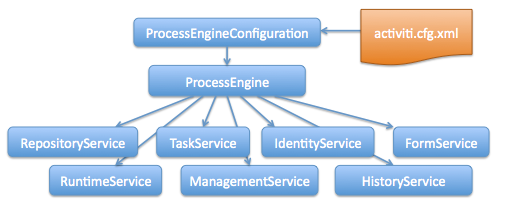 ProcessEngineConfiguration
activiti.cfg.xml
ProcessEngine
RepositoryService
TaskService
IdentityService
FormService
RuntimeService
ManagementService
HistoryService